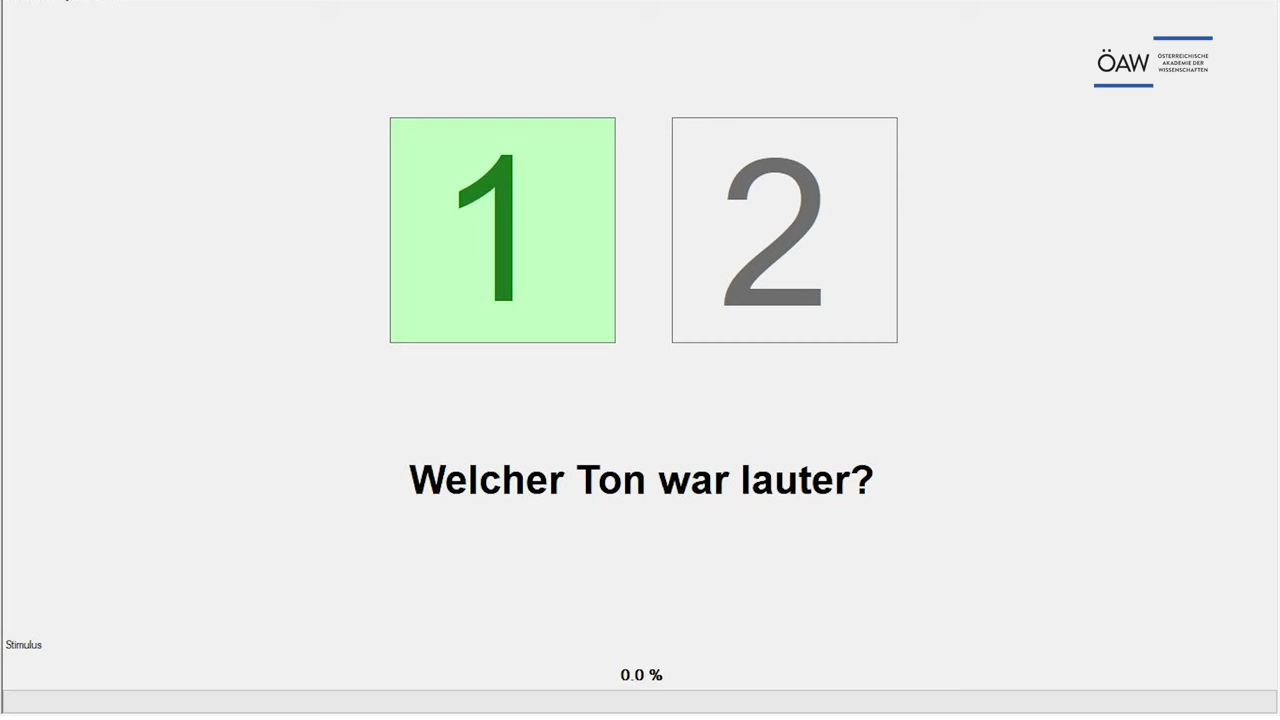 ÖAW
ÖSTERREICHISCHE
AKADEMIE DER
WISSENSCHAFTEN
1 2
Welcher Ton war lauter?
Stimulus
0.0 %